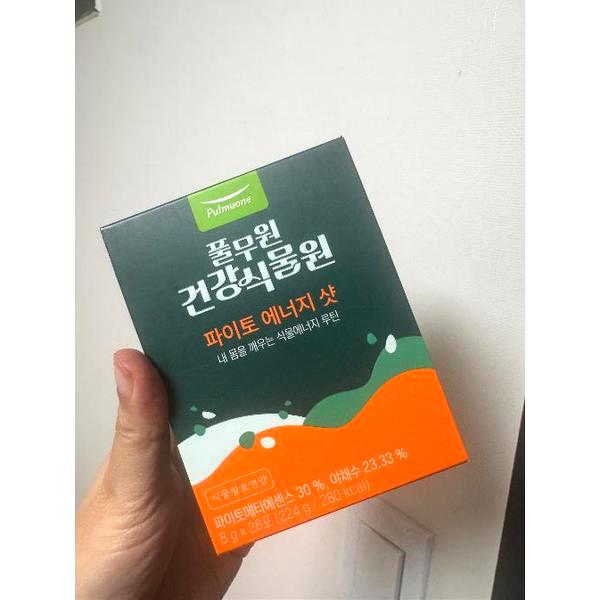 Pulmuone
풀무원
건강식물원
파이토 에너지 샷
내 몸을 깨우는 식물에너지 루틴
식물발효영양
파이토메타에센스 30 %, 야채수 23.33 %
8 g x 28포 (224 g / 280 kcal)